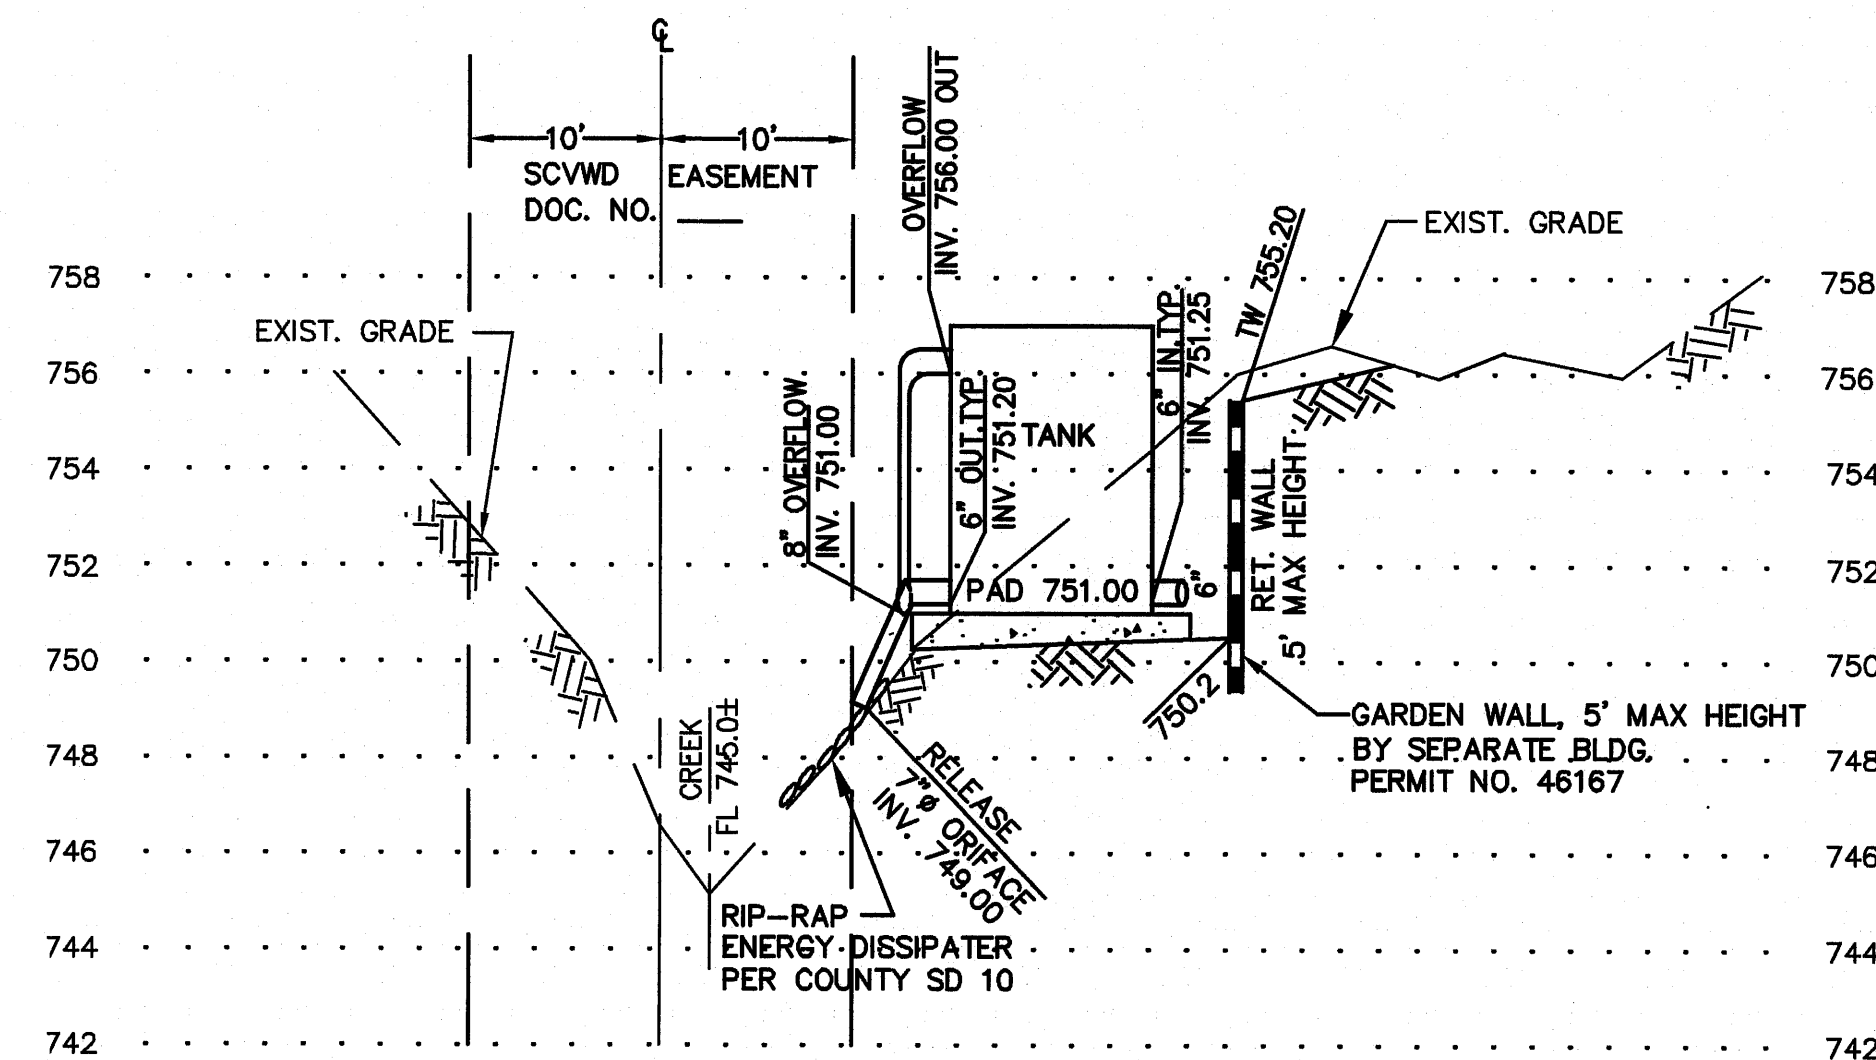 ℄
10'
10'
SCVWD
EASEMENT
DOC. NO.
OVERFLOW
INV. 756.00 OUT
EXIST. GRADE
TW 755.20
758
758
EXIST. GRADE
6" IN.TYP.
INV. 751.25
756
756
8" OVERFLOW
INV. 751.00
6" OUT.TYP.
INV. 751.20
TANK
754
754
RET. WALL
5' MAX HEIGHT
752
752
PAD 751.00
6"
750
750
750.2
GARDEN WALL, 5' MAX HEIGHT
BY SEPARATE BLDG.
PERMIT NO. 46167
CREEK
FL 745.0±
748
748
RELEASE
7"ø ORIFACE
INV. 749.00
746
746
RIP-RAP
ENERGY DISSIPATER
PER COUNTY SD 10
744
744
742
742